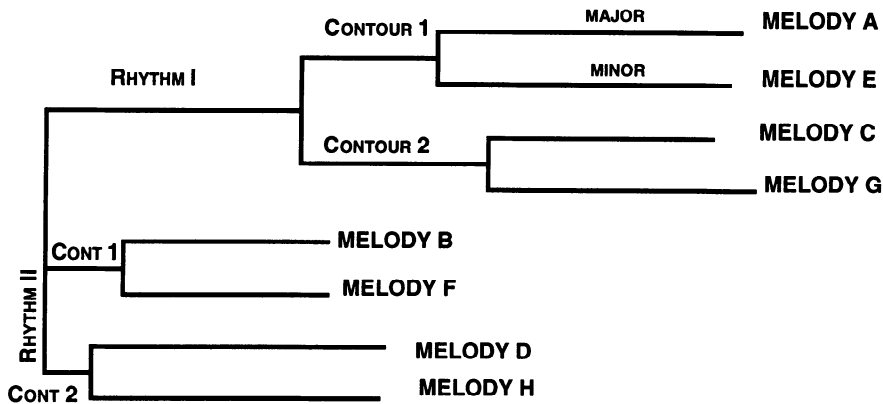 CONTOUR 1
MAJOR
MELODY A
RHYTHM I
MINOR
MELODY E
CONTOUR 2
MELODY C
MELODY G
CONT 1
MELODY B
MELODY F
RHYTHM II
MELODY D
CONT 2
MELODY H